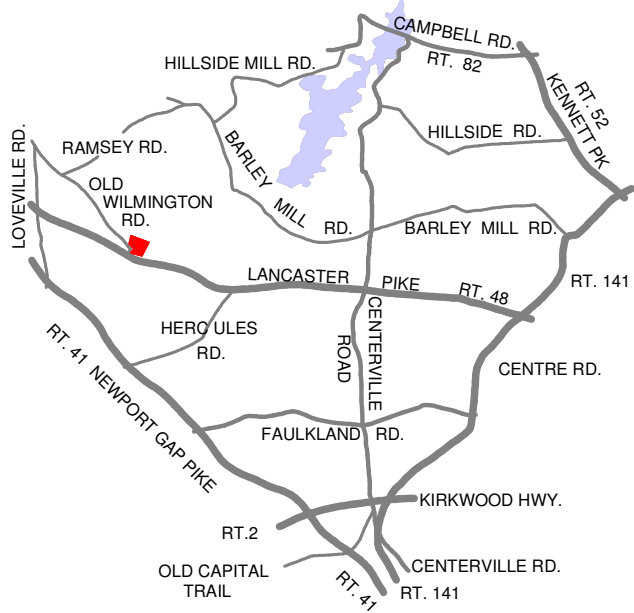 CAMPBELL RD.
RT. 82
HILLSIDE MILL RD.
RT. 52
KENNETT PK
HILLSIDE RD.
LOVEVILLE RD.
RAMSEY RD.
OLD
WILMINGTON
RD.
BARLEY MILL RD.
BARLEY MILL RD.
RT. 141
LANCASTER PIKE RT. 48
HERCULES
RD.
CENTERVILLE
ROAD
CENTRE RD.
RT. 41 NEWPORT GAP PIKE
FAULKLAND RD.
KIRKWOOD HWY.
RT.2
OLD CAPITAL
TRAIL
CENTERVILLE RD.
RT. 41
RT. 141